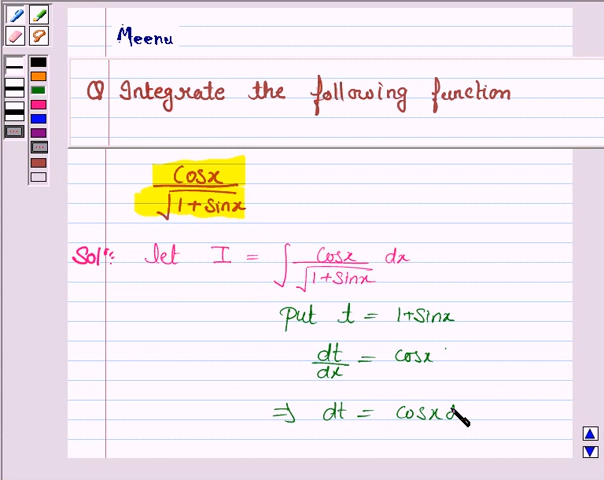 Meenu
Q Integrate the following function
cosx
√1+sinx
Solⁿ: let I = ∫ cosx/√1+sinx dx
put t = 1+sinx
dt/dx = cosx
⇒ dt = cosx